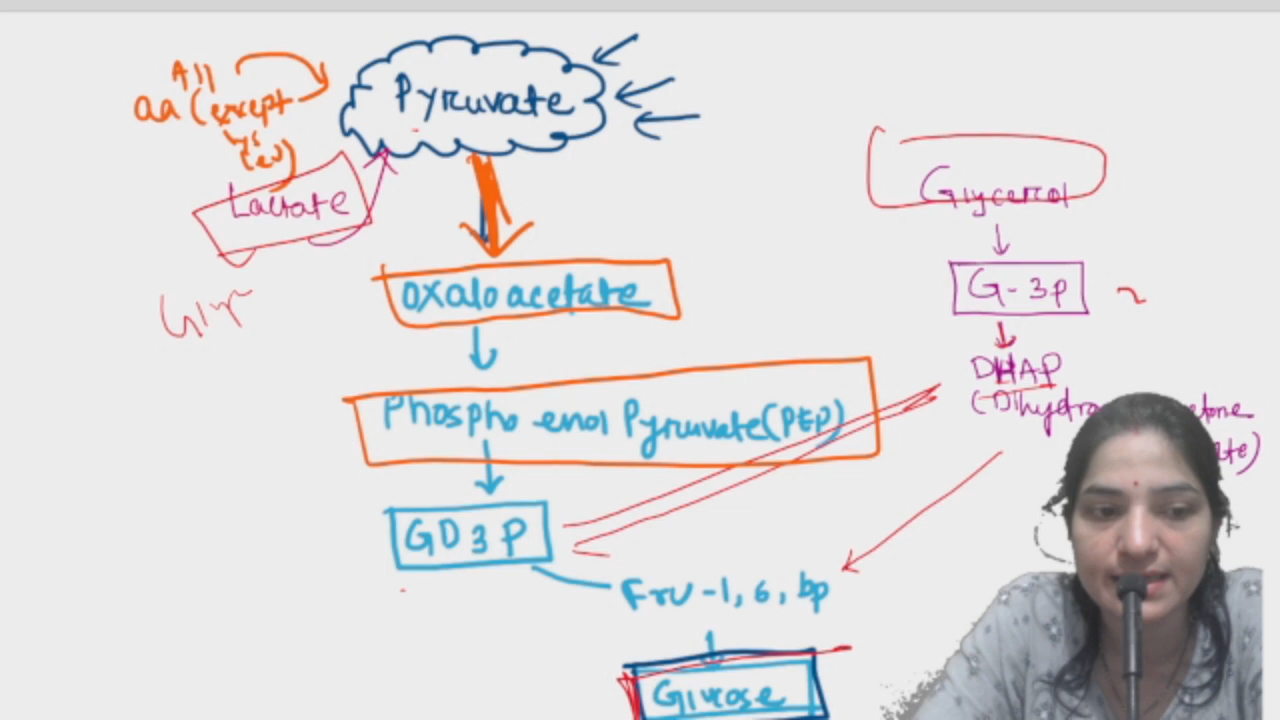 Pyruvate
All
aa (except
Lactate
Glycerol
G-3P
oxaloacetate
DHAP
(Dihydro
Phospho enol Pyruvate(PEP)
GD3P
Fru-1, 6, bp
Glucose